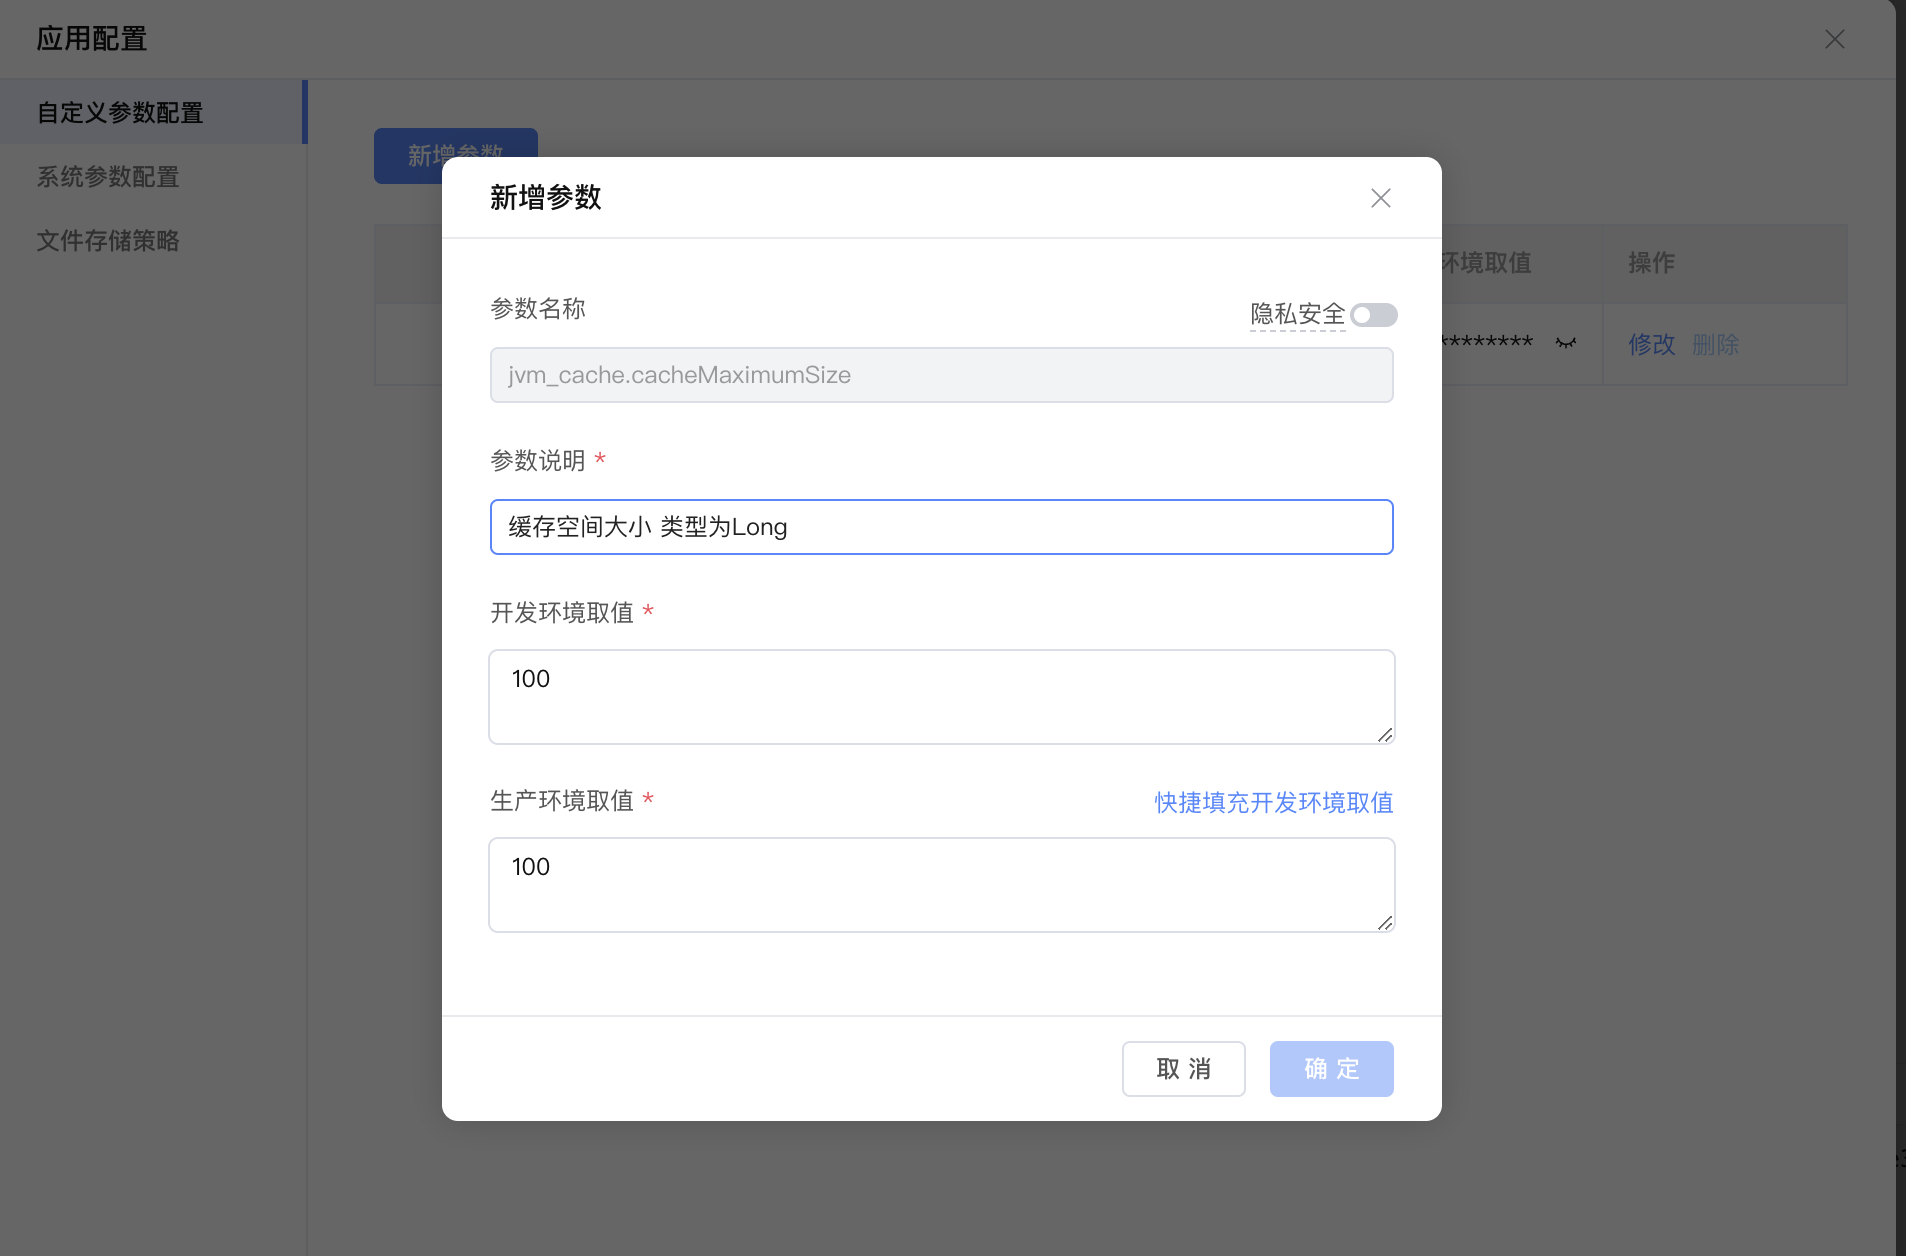 应用配置
自定义参数配置
系统参数配置
文件存储策略
新增参数
环境取值
操作
********
修改 删除
新增参数
参数名称
隐私安全
jvm_cache.cacheMaximumSize
参数说明 *
缓存空间大小 类型为Long
开发环境取值 *
100
生产环境取值 *
快捷填充开发环境取值
100
取 消
确 定